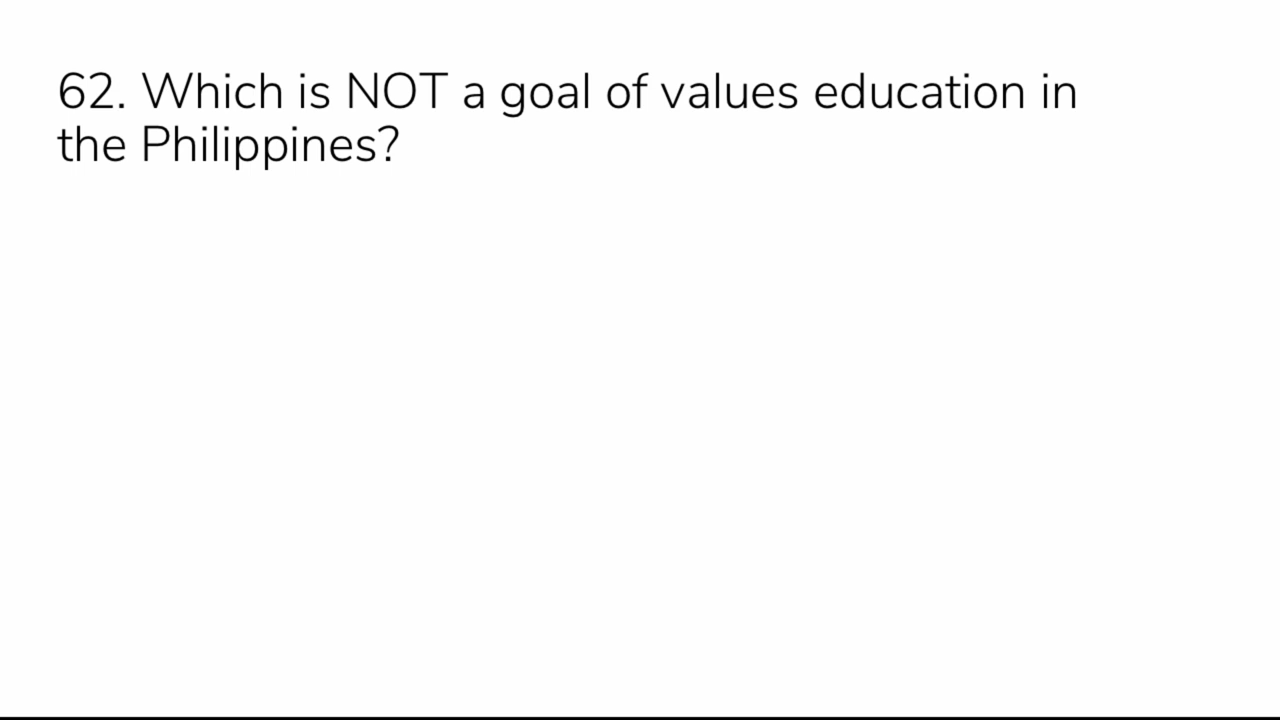 62. Which is NOT a goal of values education in
the Philippines?